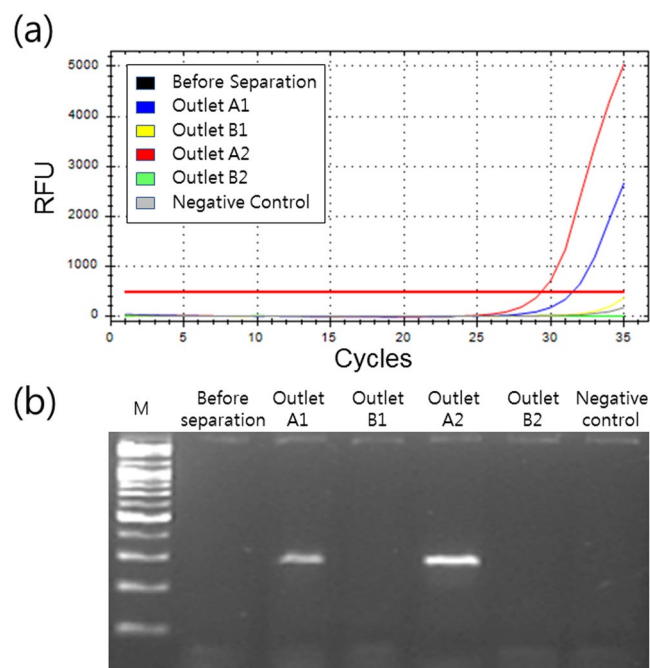 (a)
RFU
5000
4000
3000
2000
1000
0
Before Separation
Outlet A1
Outlet B1
Outlet A2
Outlet B2
Negative Control
0 5 10 15 20 25 30 35
Cycles
(b)
M
Before separation
Outlet A1
Outlet B1
Outlet A2
Outlet B2
Negative control